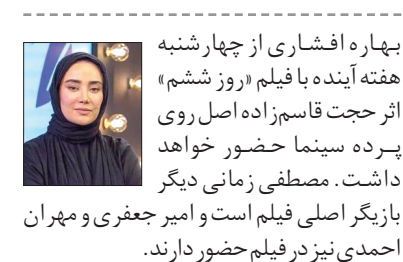 بهاره افشاری از چهارشنبه
هفته آینده با فیلم «روز ششم»
اثر حجت قاسم‌زاده اصل روی
پرده سینما حضور خواهد
داشت. مصطفی زمانی دیگر
بازیگر اصلی فیلم است و امیر جعفری و مهران
احمدی نیز در فیلم حضور دارند.